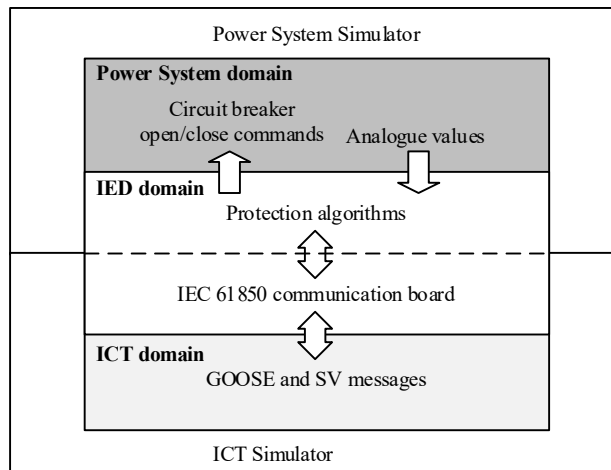 Power System Simulator
Power System domain
Circuit breaker
open/close commands
Analogue values
IED domain
Protection algorithms
IEC 61850 communication board
ICT domain
GOOSE and SV messages
ICT Simulator